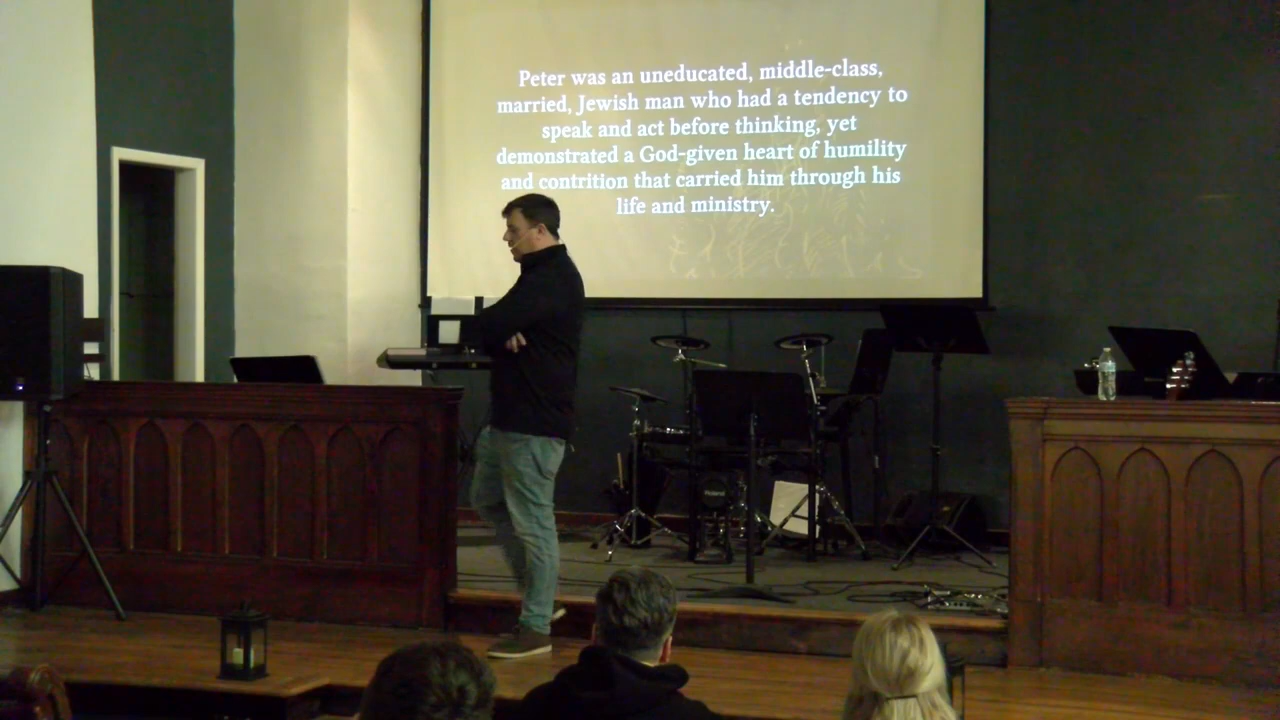 Peter was an uneducated, middle-class,
married, Jewish man who had a tendency to
speak and act before thinking, yet
demonstrated a God-given heart of humility
and contrition that carried him through his
life and ministry.
Roland